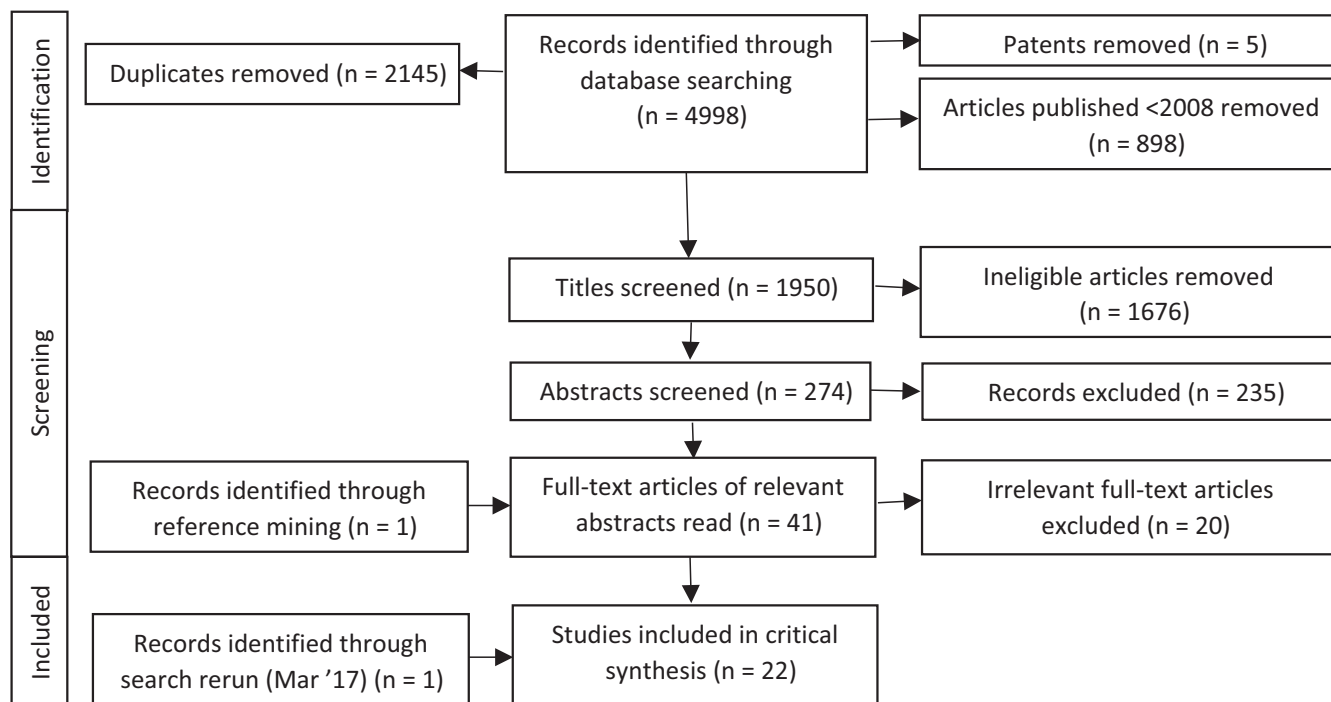 Identification
Duplicates removed (n = 2145)
Records identified through
database searching
(n = 4998)
Patents removed (n = 5)
Articles published <2008 removed
(n = 898)
Screening
Titles screened (n = 1950)
Ineligible articles removed
(n = 1676)
Abstracts screened (n = 274)
Records excluded (n = 235)
Records identified through
reference mining (n = 1)
Full-text articles of relevant
abstracts read (n = 41)
Irrelevant full-text articles
excluded (n = 20)
Included
Records identified through
search rerun (Mar ’17) (n = 1)
Studies included in critical
synthesis (n = 22)